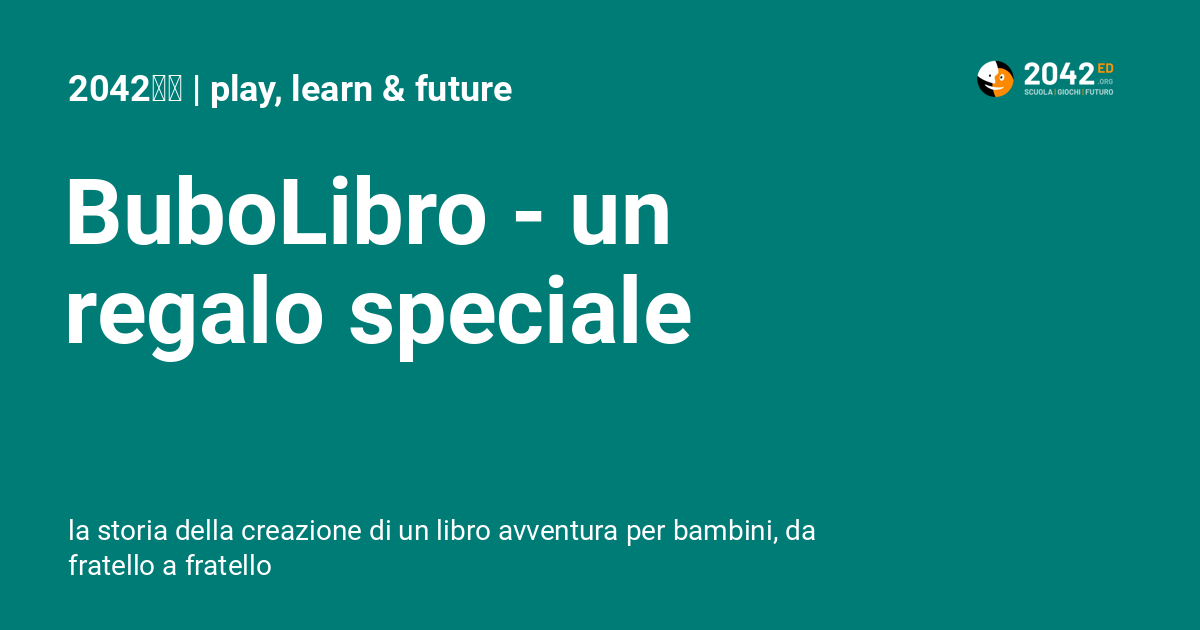 2042 | play, learn & future
2042 ED
.ORG
SCUOLA | GIOCHI | FUTURO
BuboLibro - un
regalo speciale
la storia della creazione di un libro avventura per bambini, da
fratello a fratello